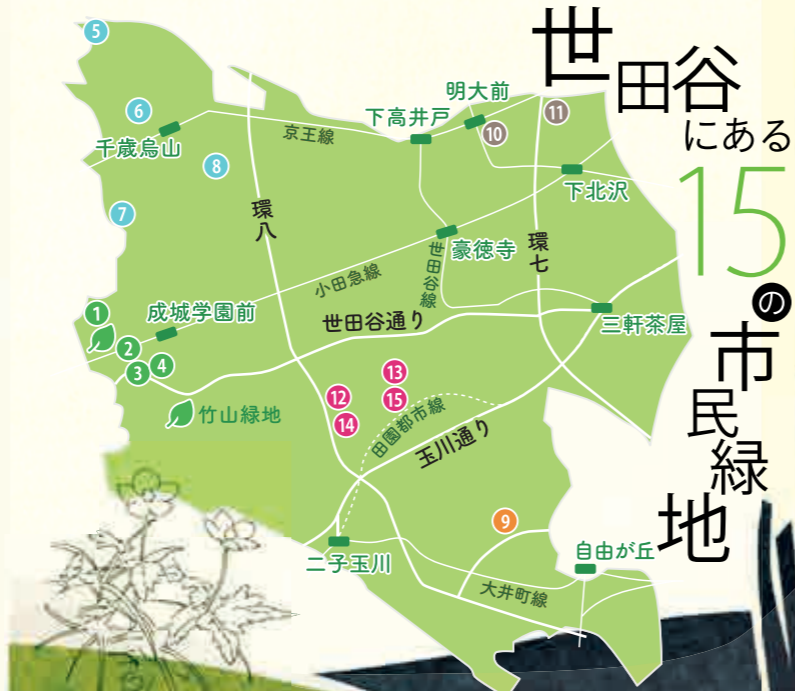 世田谷
にある
15
の
市民緑地
5
6
千歳烏山
8
7
京王線
下高井戸
明大前
10
11
下北沢
環八
環七
豪徳寺
世田谷線
小田急線
1
成城学園前
2
3
4
世田谷通り
三軒茶屋
竹山緑地
12
13
14
15
田園都市線
玉川通り
9
二子玉川
自由が丘
大井町線